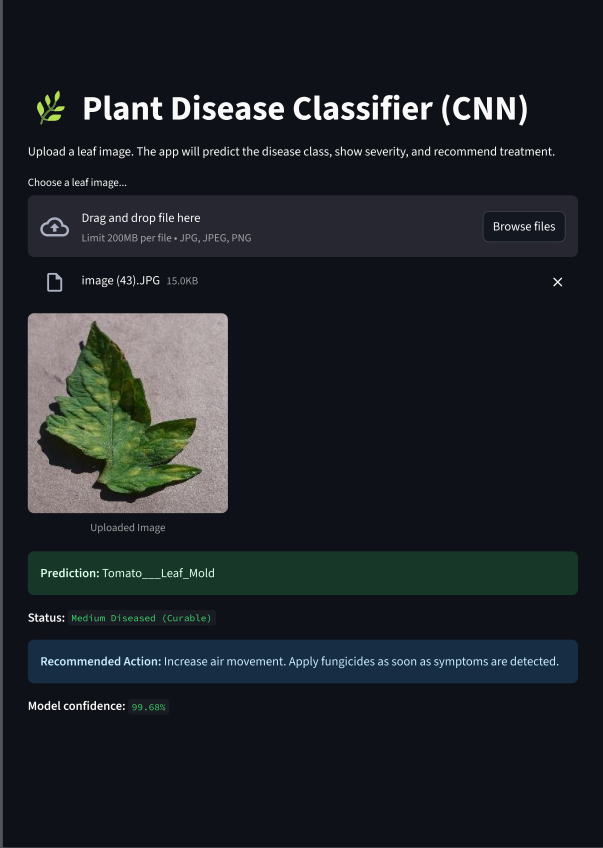 Plant Disease Classifier (CNN)
Upload a leaf image. The app will predict the disease class, show severity, and recommend treatment.
Choose a leaf image...
Drag and drop file here
Limit 200MB per file • JPG, JPEG, PNG
Browse files
image (43).JPG 15.0KB
Uploaded Image
Prediction: Tomato___Leaf_Mold
Status: Medium Diseased (Curable)
Recommended Action: Increase air movement. Apply fungicides as soon as symptoms are detected.
Model confidence: 99.68%